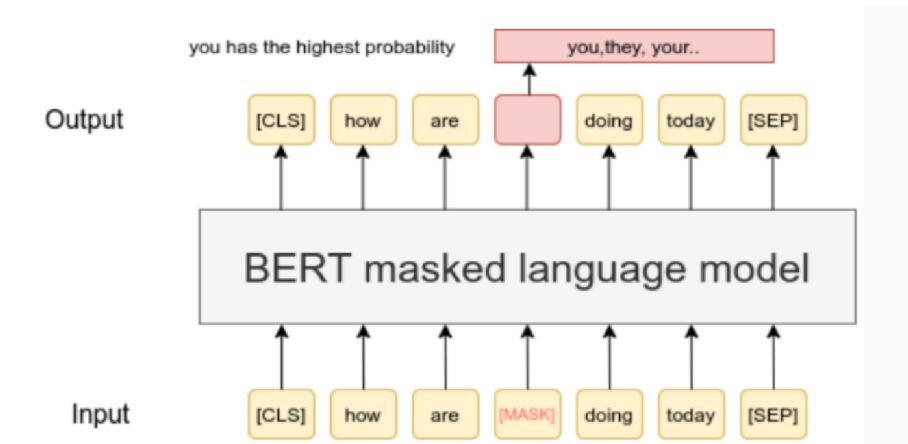 you has the highest probability you,they, your..
Output [CLS] how are doing today [SEP]
BERT masked language model
Input [CLS] how are [MASK] doing today [SEP]